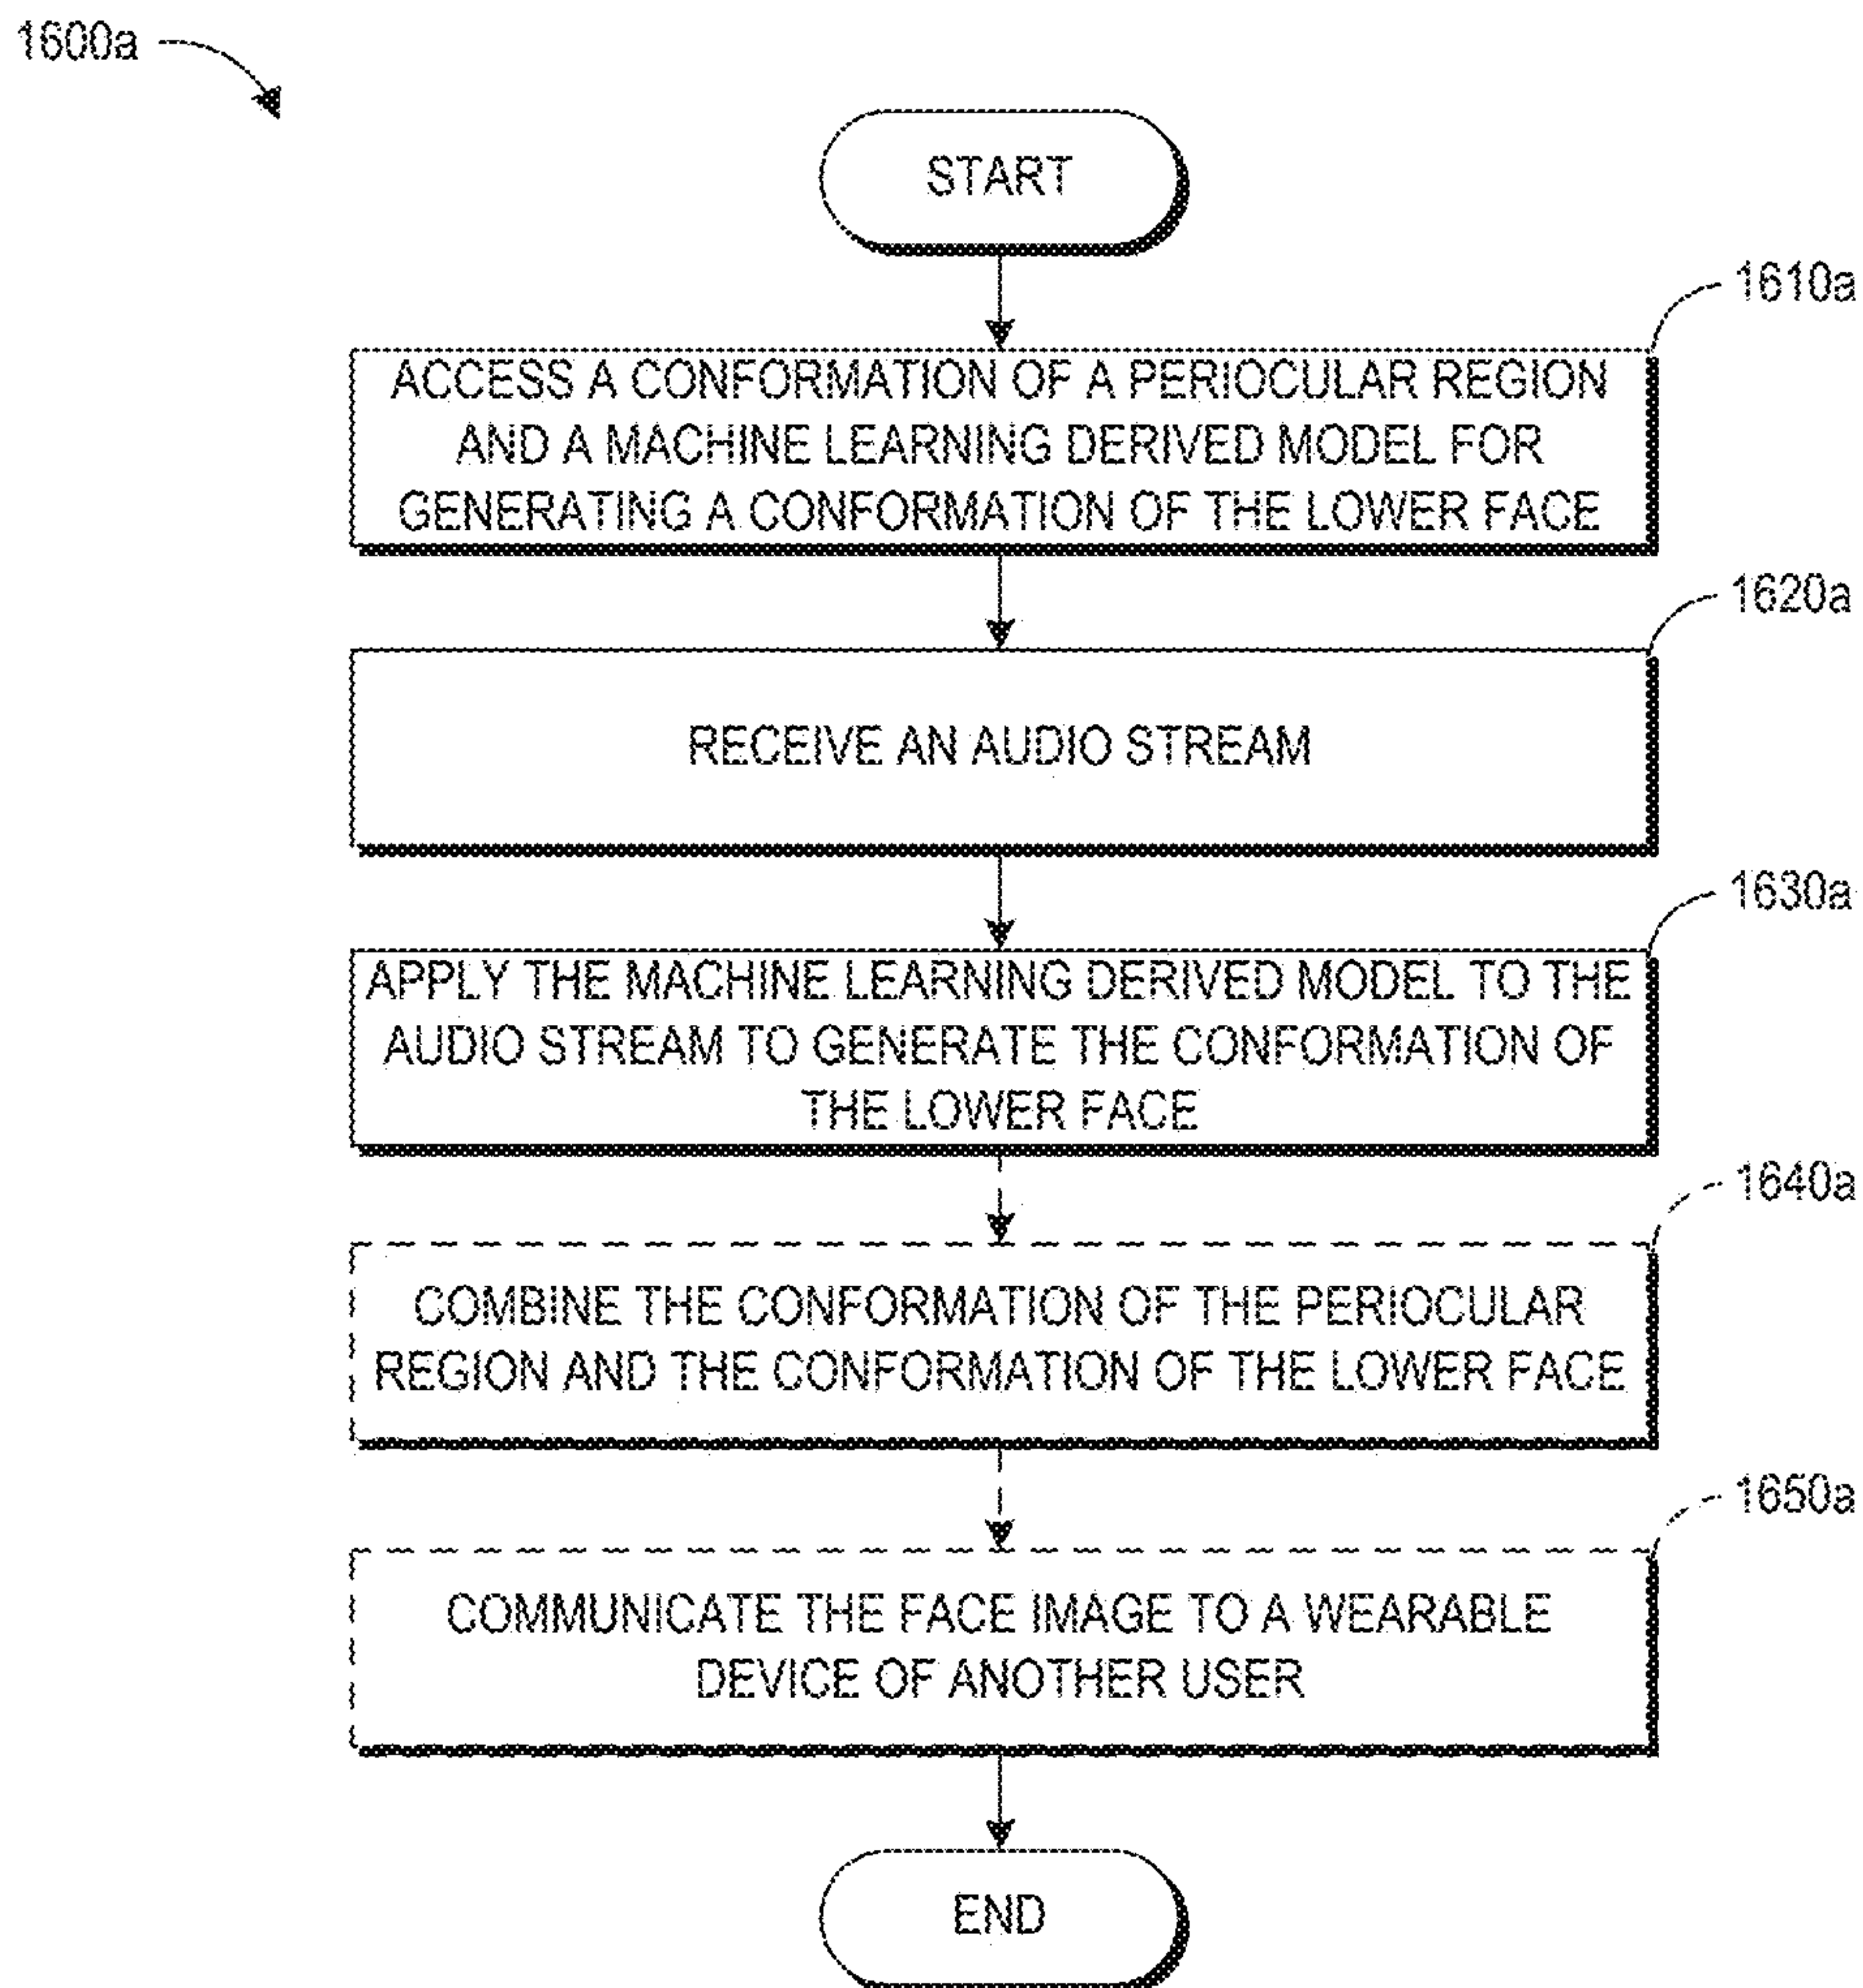 1600a
START
1610a
ACCESS A CONFORMATION OF A PERIOCULAR REGION
AND A MACHINE LEARNING DERIVED MODEL FOR
GENERATING A CONFORMATION OF THE LOWER FACE
1620a
RECEIVE AN AUDIO STREAM
1630a
APPLY THE MACHINE LEARNING DERIVED MODEL TO THE
AUDIO STREAM TO GENERATE THE CONFORMATION OF
THE LOWER FACE
1640a
COMBINE THE CONFORMATION OF THE PERIOCULAR
REGION AND THE CONFORMATION OF THE LOWER FACE
1650a
COMMUNICATE THE FACE IMAGE TO A WEARABLE
DEVICE OF ANOTHER USER
END